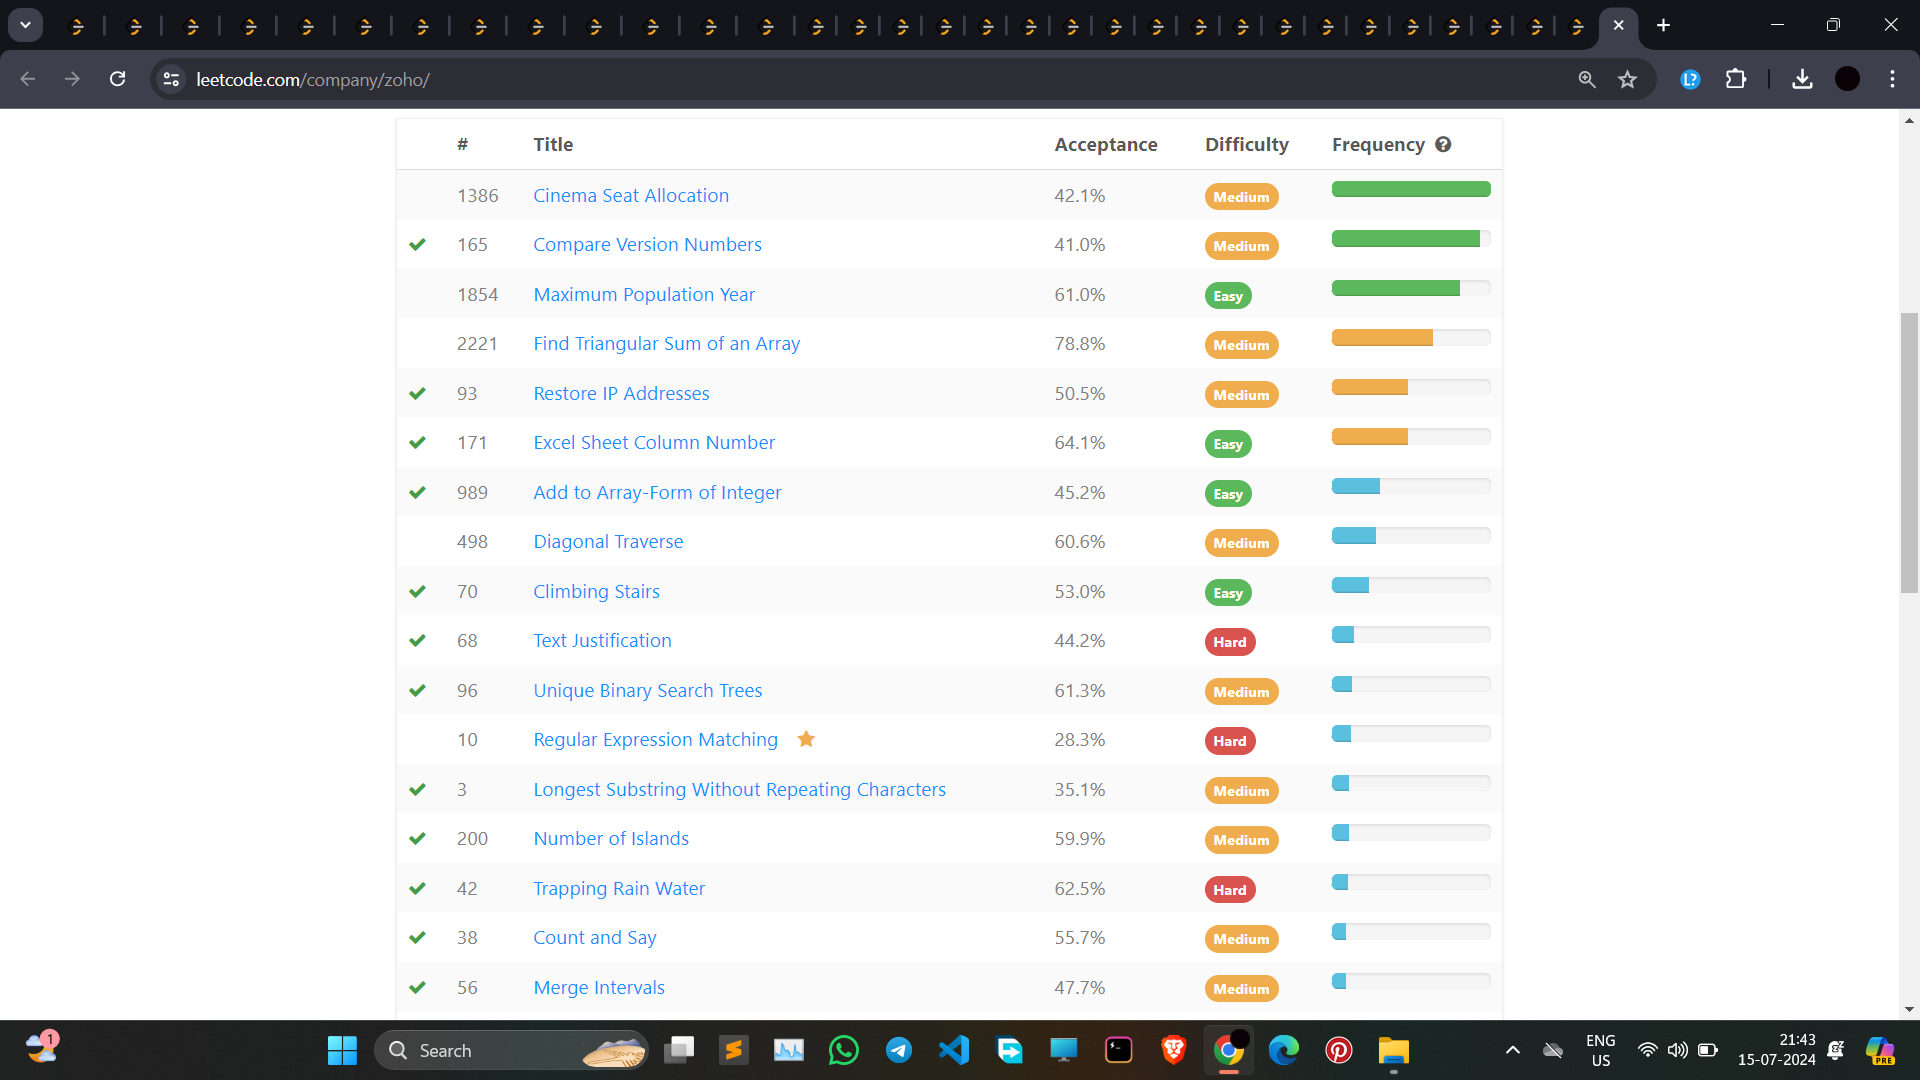 leetcode.com/company/zoho/
# Title Acceptance Difficulty Frequency ?
1386 Cinema Seat Allocation 42.1% Medium
165 Compare Version Numbers 41.0% Medium
1854 Maximum Population Year 61.0% Easy
2221 Find Triangular Sum of an Array 78.8% Medium
93 Restore IP Addresses 50.5% Medium
171 Excel Sheet Column Number 64.1% Easy
989 Add to Array-Form of Integer 45.2% Easy
498 Diagonal Traverse 60.6% Medium
70 Climbing Stairs 53.0% Easy
68 Text Justification 44.2% Hard
96 Unique Binary Search Trees 61.3% Medium
10 Regular Expression Matching 28.3% Hard
3 Longest Substring Without Repeating Characters 35.1% Medium
200 Number of Islands 59.9% Medium
42 Trapping Rain Water 62.5% Hard
38 Count and Say 55.7% Medium
56 Merge Intervals 47.7% Medium
1
Search
ENG
US
21:43
15-07-2024
PRE